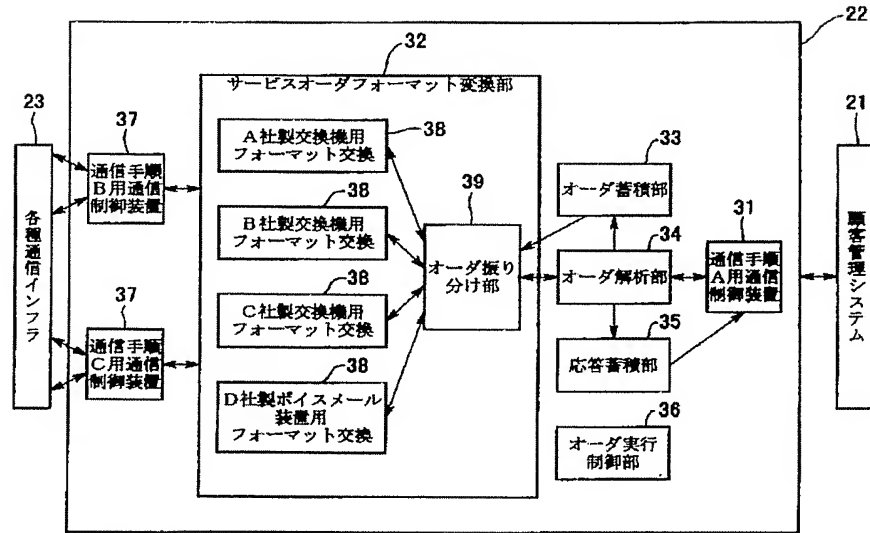 22
32
サービスオーダフォーマット変換部
23
各種通信インフラ
37
通信手順
B用通信
制御装置
37
通信手順
C用通信
制御装置
38
A社製交換機用
フォーマット交換
38
B社製交換機用
フォーマット交換
38
C社製交換機用
フォーマット交換
38
D社製ボイスメール
装置用
フォーマット交換
39
オーダ振り
分け部
33
オーダ蓄積部
34
オーダ解析部
35
応答蓄積部
36
オーダ実行
制御部
31
通信手順
A用通信
制御装置
21
顧客管理システム